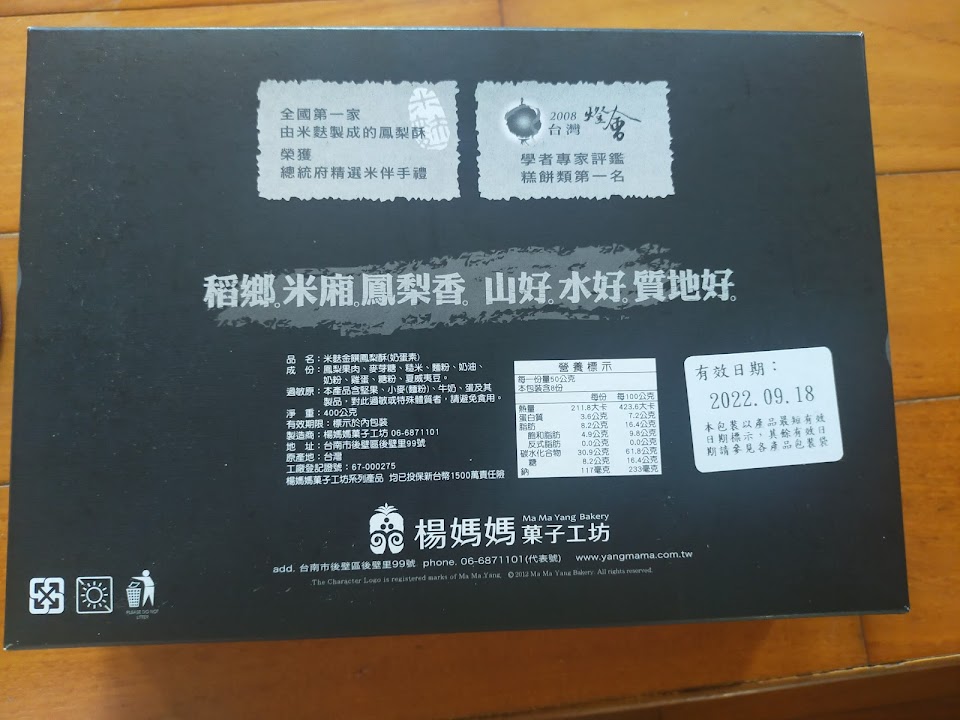 全國第一家
由米麩製成的鳳梨酥
榮獲
總統府精選米伴手禮
2008
台灣 燈會
學者專家評鑑
糕餅類第一名
稻鄉。米廂。鳳梨香。山好。水好。質地好。
品 名：米麩金饌鳳梨酥(奶蛋素)
成 份：鳳梨果肉、麥芽糖、糙米、麵粉、奶油、
奶粉、雞蛋、糖粉、夏威夷豆。
過敏原：本產品含堅果、小麥(麵粉)、牛奶、蛋及其
製品，對此過敏或特殊體質者，請避免食用。
淨 重：400公克
有效期限：標示於內包裝
製造商：楊媽媽菓子工坊 06-6871101
地 址：台南市後壁區後壁里99號
原產地：台灣
工廠登記證號：67-000275
楊媽媽菓子工坊系列產品 均已投保新台幣1500萬責任險
營養標示
每一份量50公克
本包裝含8份
每份 每100公克
熱量 211.8大卡 423.6大卡
蛋白質 3.6公克 7.2公克
脂肪 8.2公克 16.4公克
飽和脂肪 4.9公克 9.8公克
反式脂肪 0.0公克 0.0公克
碳水化合物 30.9公克 61.8公克
糖 8.2公克 16.4公克
鈉 117毫克 233毫克
有效日期：
2022.09.18
本包裝以產品最短有效
日期標示，其餘有效日
期請參見各產品包裝袋
Ma Ma Yang Bakery
楊媽媽菓子工坊
add. 台南市後壁區後壁里99號 phone. 06-6871101(代表號) www.yangmama.com.tw
.The Character Logo is registered marks of Ma Ma Yang. ©2012 Ma Ma Yang Bakery. All rights reserved.
PLEASE DO NOT
LITTER